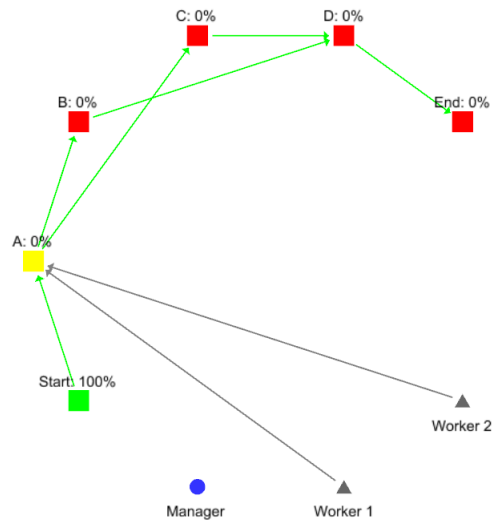 C: 0%
D: 0%
B: 0%
End: 0%
A: 0%
Start: 100%
Worker 2
Manager
Worker 1